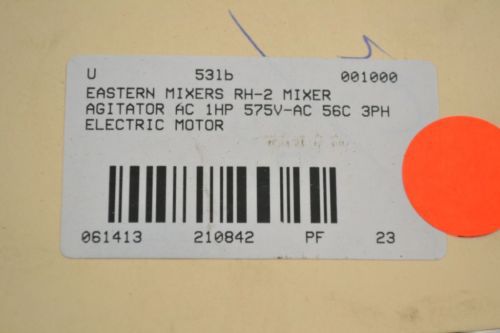 U 53lb 001000
EASTERN MIXERS RH-2 MIXER
AGITATOR AC 1HP 575V-AC 56C 3PH
ELECTRIC MOTOR
061413 210842 PF 23